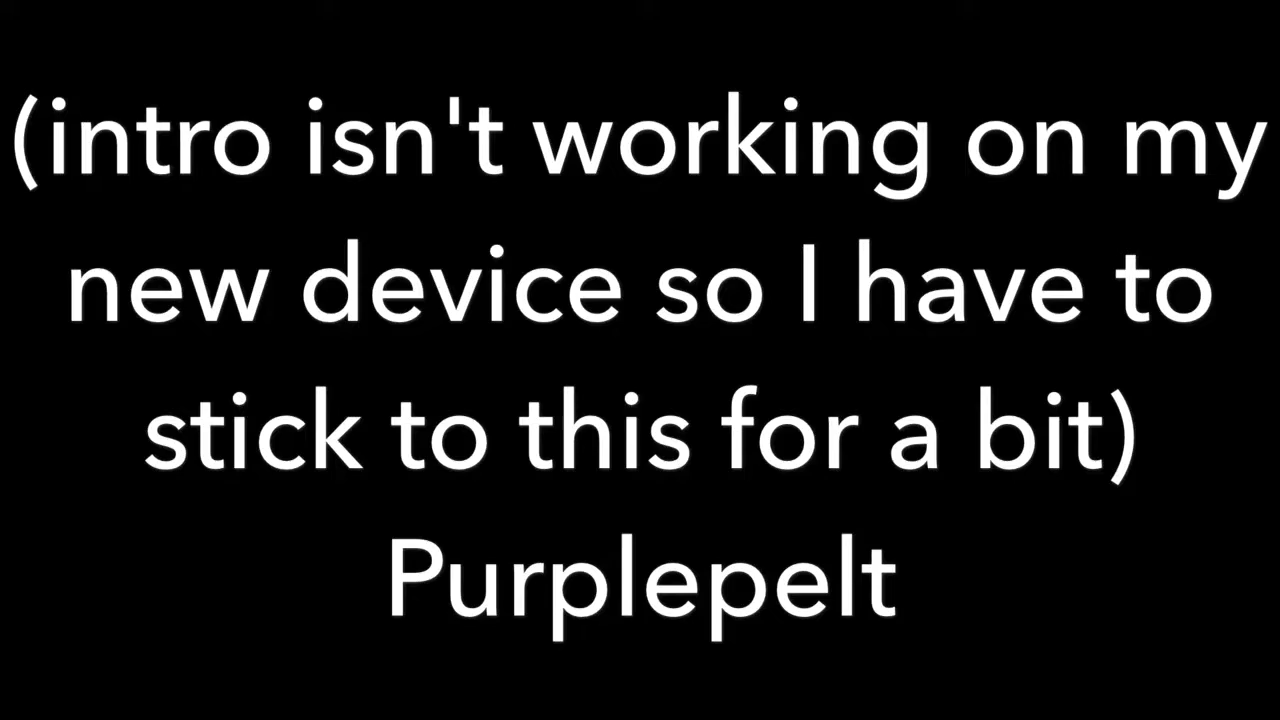 (intro isn't working on my
new device so I have to
stick to this for a bit)
Purplepelt